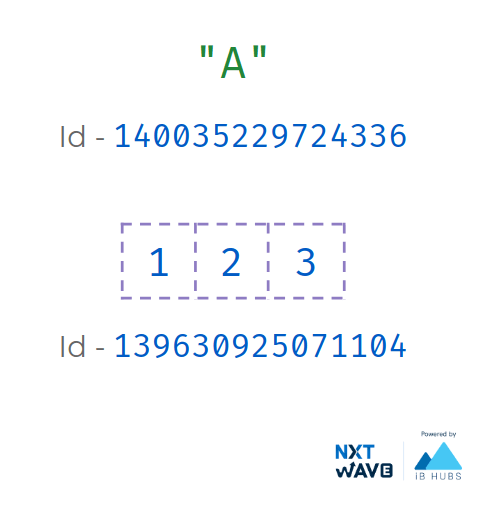 "A"
Id - 140035229724336
1 2 3
Id - 139630925071104
Powered by
NXT
WAVE
iB HUBS